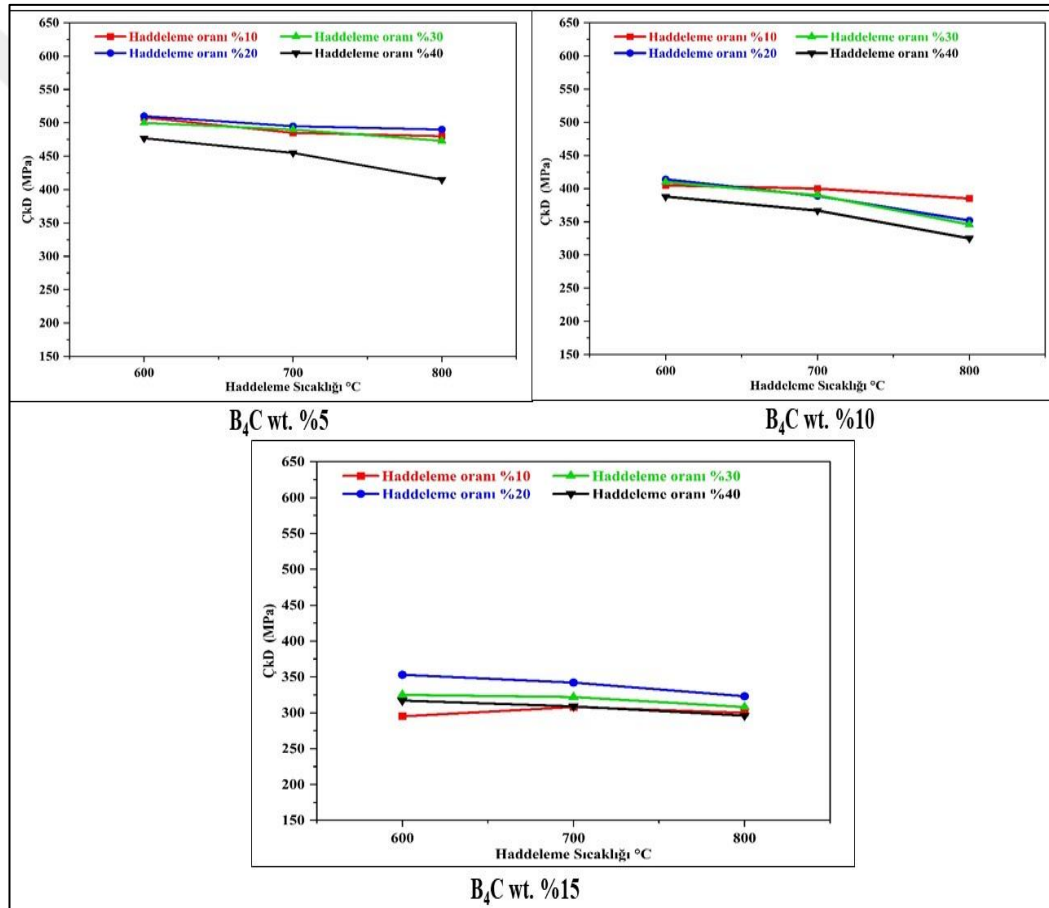 650
600
550
500
450
400
350
300
250
200
150
ÇkD (MPa)
Haddeleme oranı %10
Haddeleme oranı %30
Haddeleme oranı %20
Haddeleme oranı %40
600
700
800
Haddeleme Sıcaklığı °C
B₄C wt. %5
650
600
550
500
450
400
350
300
250
200
150
ÇkD (MPa)
Haddeleme oranı %10
Haddeleme oranı %30
Haddeleme oranı %20
Haddeleme oranı %40
600
700
800
Haddeleme Sıcaklığı °C
B₄C wt. %10
650
600
550
500
450
400
350
300
250
200
150
ÇkD (MPa)
Haddeleme oranı %10
Haddeleme oranı %30
Haddeleme oranı %20
Haddeleme oranı %40
600
700
800
Haddeleme Sıcaklığı °C
B₄C wt. %15